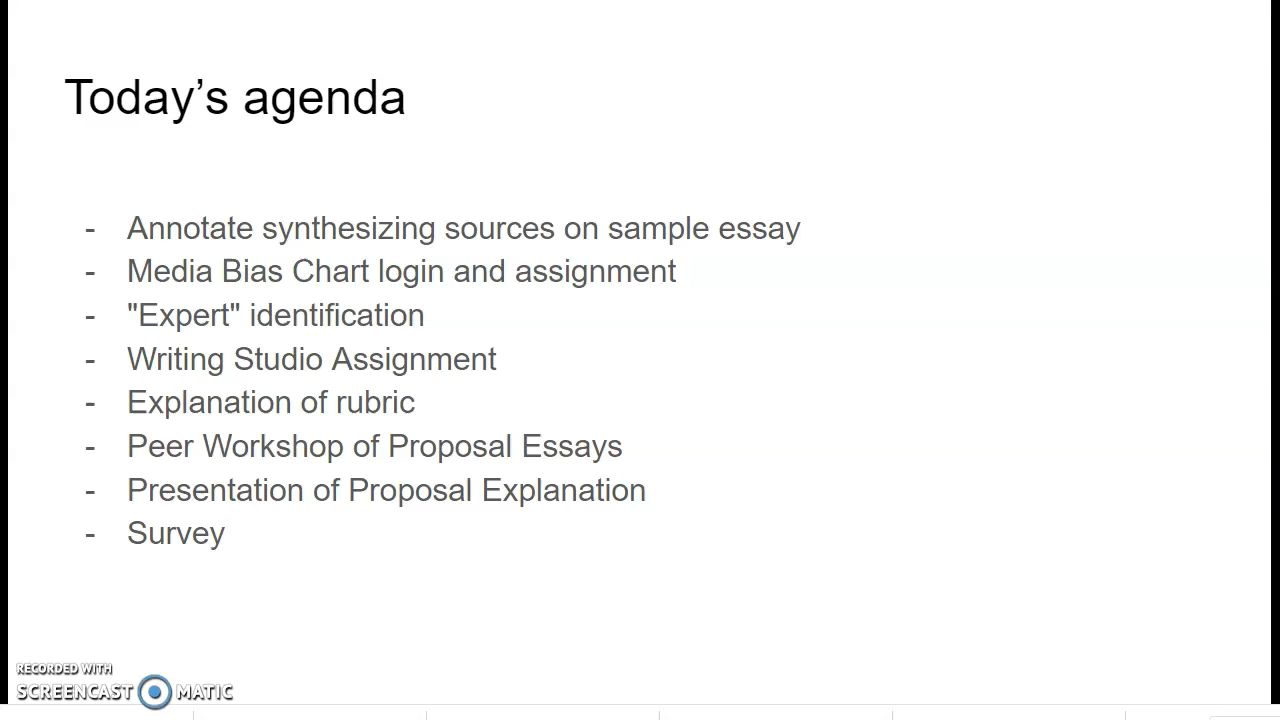 Today’s agenda
- Annotate synthesizing sources on sample essay
- Media Bias Chart login and assignment
- "Expert" identification
- Writing Studio Assignment
- Explanation of rubric
- Peer Workshop of Proposal Essays
- Presentation of Proposal Explanation
- Survey
RECORDED WITH
SCREENCAST MATIC